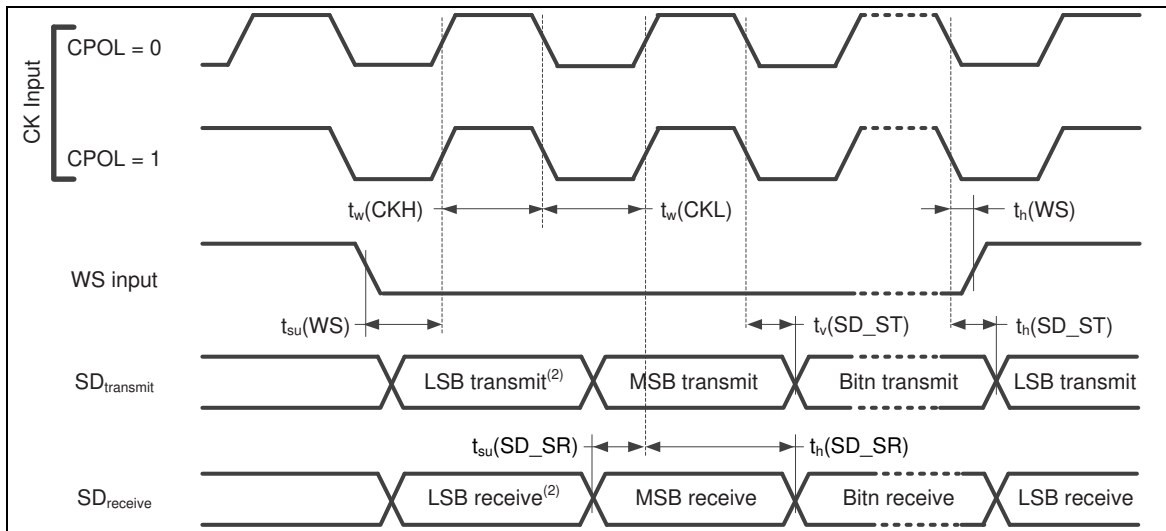 CK Input
CPOL = 0
CPOL = 1
tw(CKH)
tw(CKL)
th(WS)
WS input
tsu(WS)
tv(SD_ST)
th(SD_ST)
SDtransmit
LSB transmit(2)
MSB transmit
Bitn transmit
LSB transmit
tsu(SD_SR)
th(SD_SR)
SDreceive
LSB receive(2)
MSB receive
Bitn receive
LSB receive